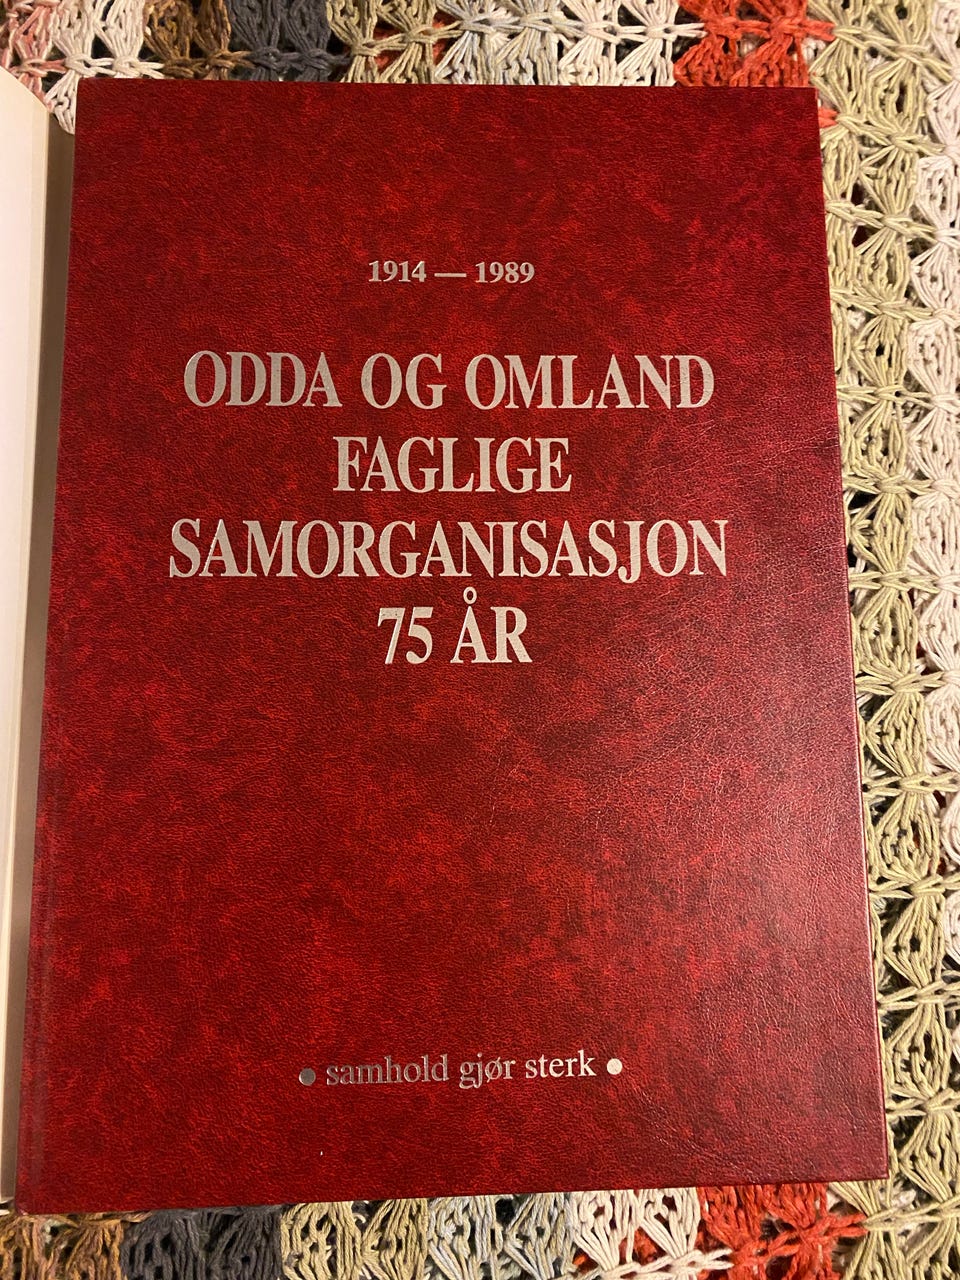 1914 — 1989
ODDA OG OMLAND
FAGLIGE
SAMORGANISASJON
75 ÅR
• samhold gjør sterk •